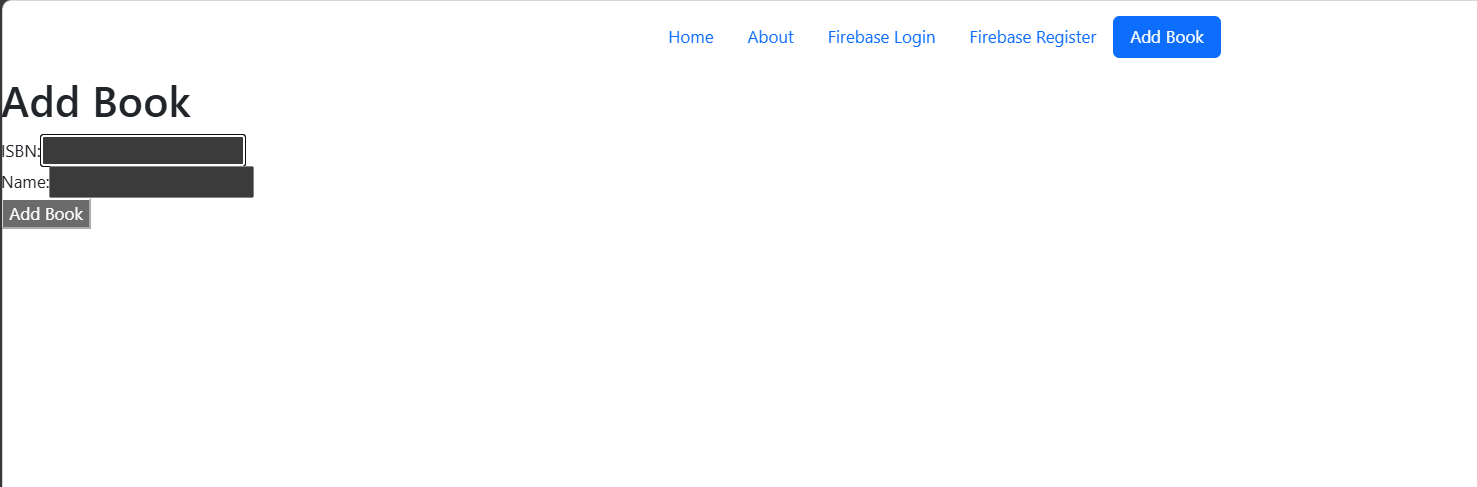 Home About Firebase Login Firebase Register Add Book
Add Book
ISBN:
Name:
Add Book